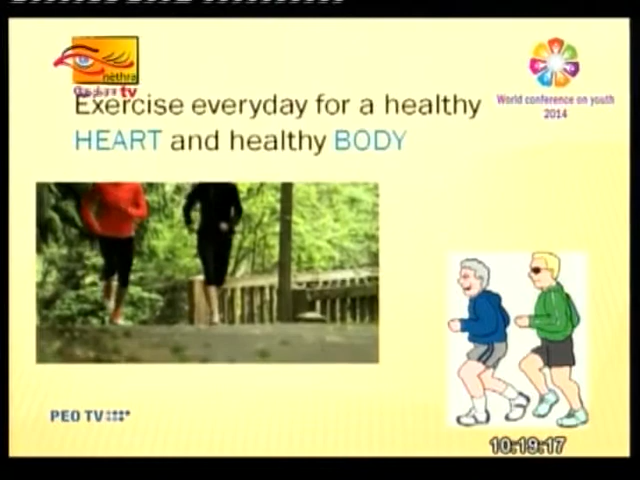 nethra
tv
World conference on youth
2014
Exercise everyday for a healthy
HEART and healthy BODY
PEO TV
10:19:17